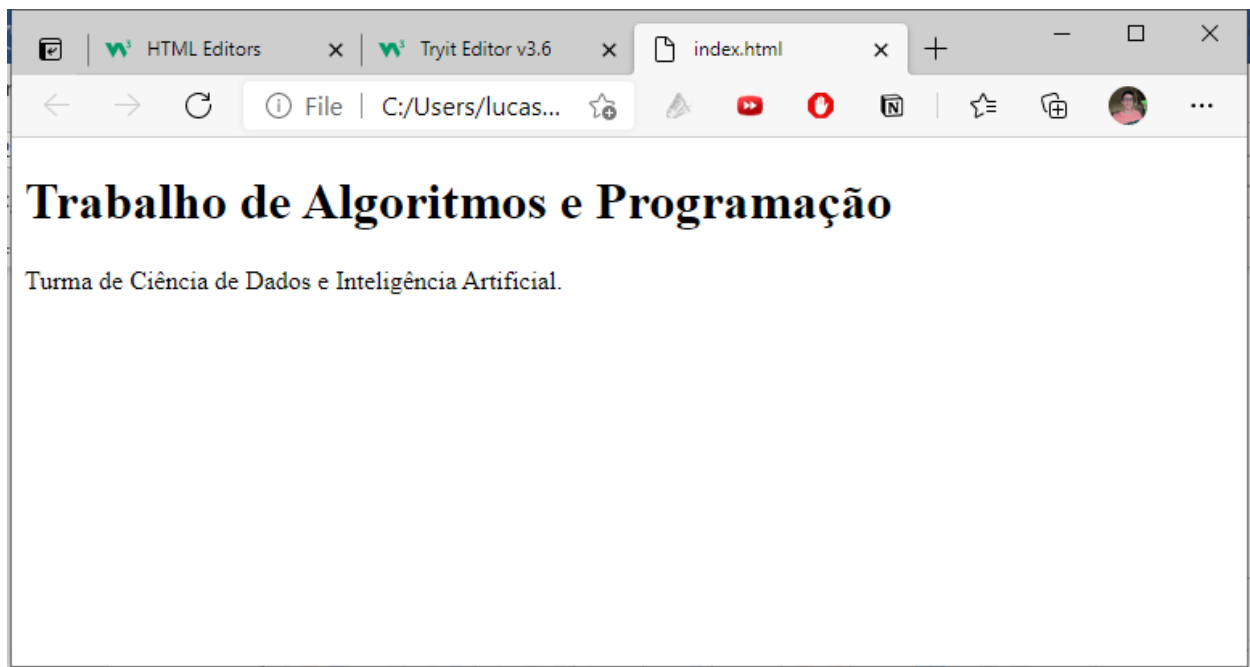 HTML Editors
Tryit Editor v3.6
index.html
File | C:/Users/lucas...
Trabalho de Algoritmos e Programação
Turma de Ciência de Dados e Inteligência Artificial.